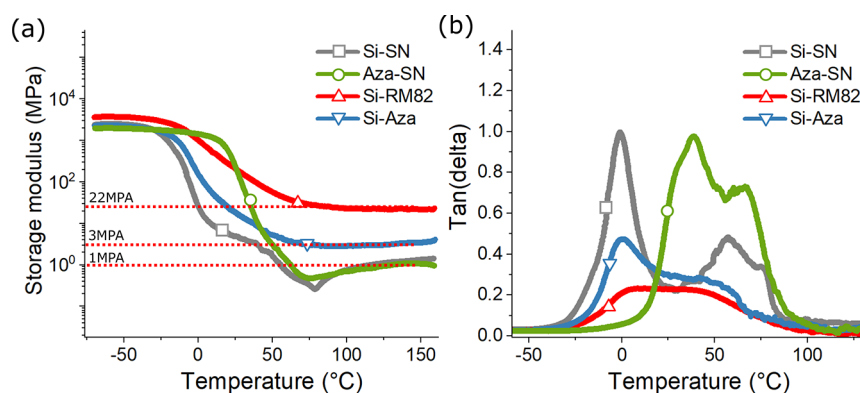 (a)
Storage modulus (MPa)
10⁴
10²
10⁰
22MPA
3MPA
1MPA
Si-SN
Aza-SN
Si-RM82
Si-Aza
-50 0 50 100 150
Temperature (°C)
(b)
Tan(delta)
1.4
1.2
1.0
0.8
0.6
0.4
0.2
0.0
Si-SN
Aza-SN
Si-RM82
Si-Aza
-50 0 50 100
Temperature (°C)